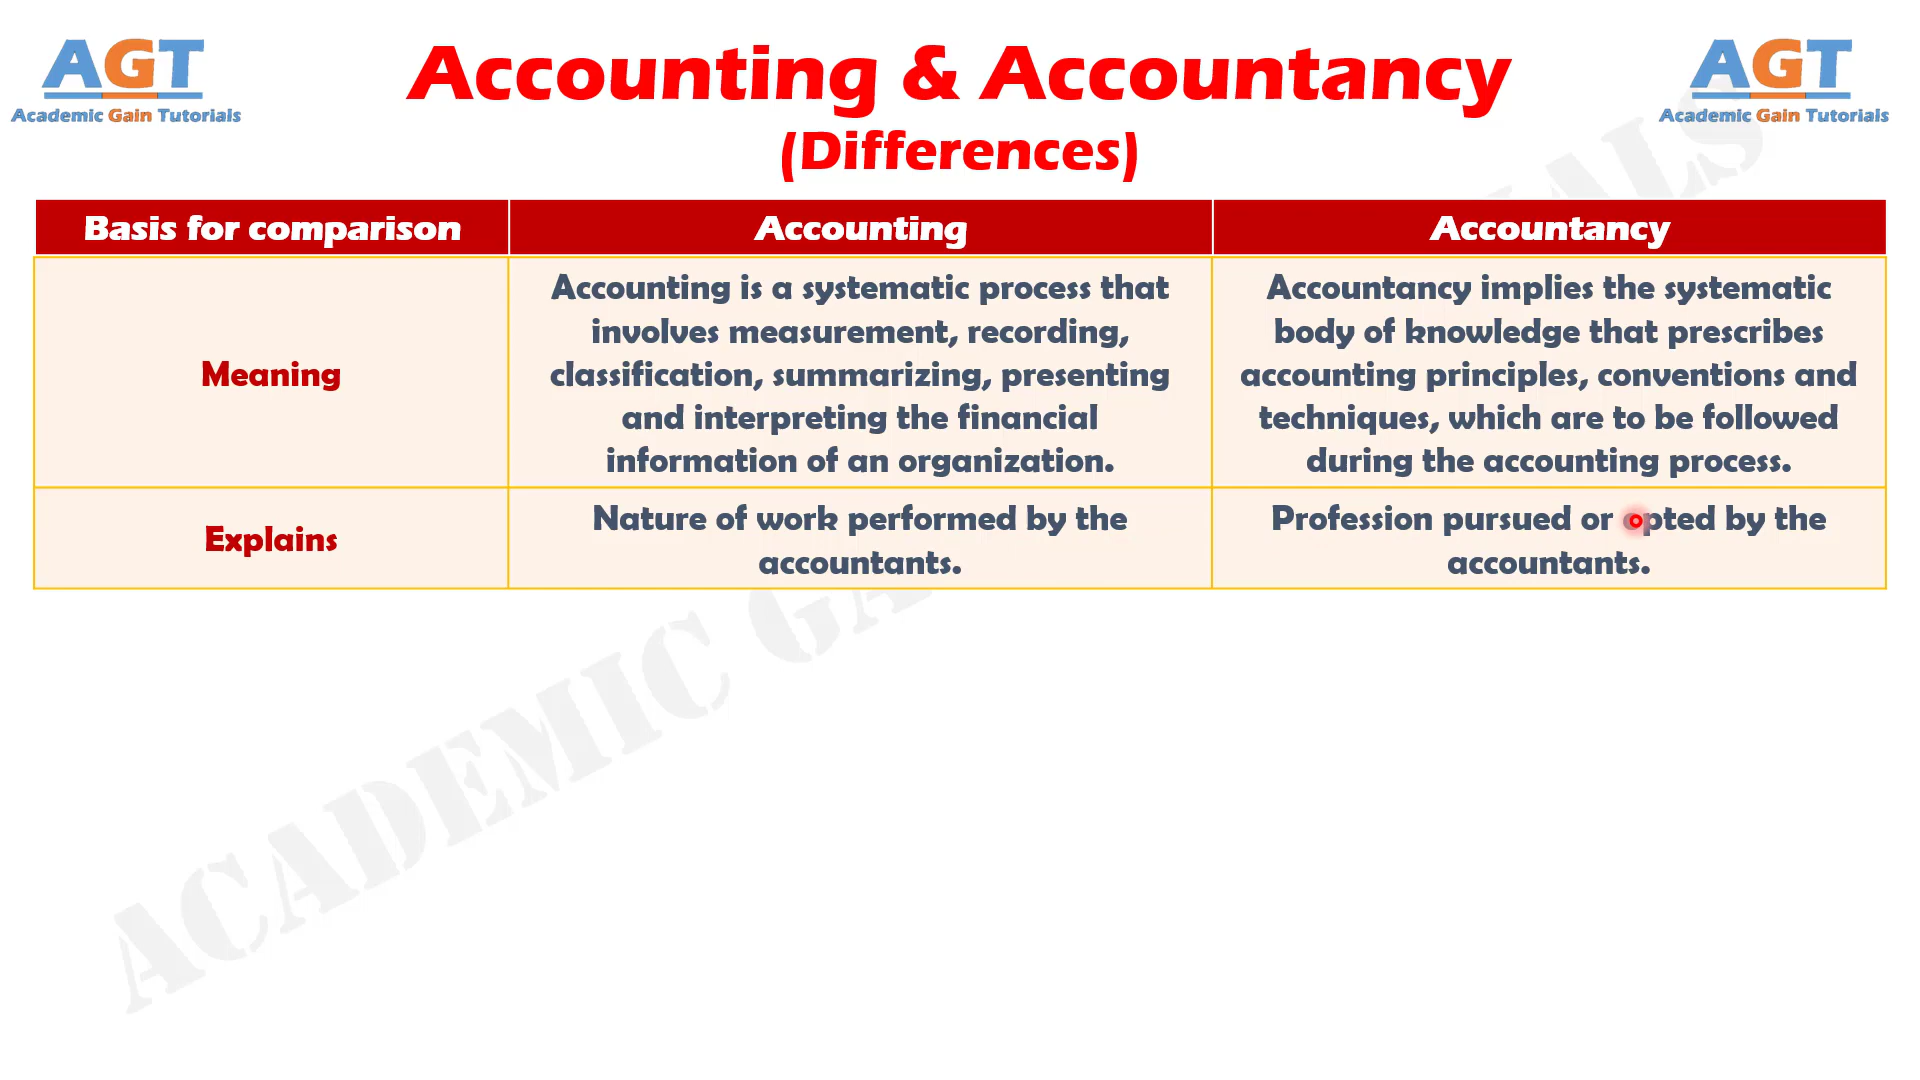 AGT
Academic Gain Tutorials
Accounting & Accountancy
(Differences)
AGT
Academic Gain Tutorials
Basis for comparison
Accounting
Accountancy
Meaning
Accounting is a systematic process that
involves measurement, recording,
classification, summarizing, presenting
and interpreting the financial
information of an organization.
Accountancy implies the systematic
body of knowledge that prescribes
accounting principles, conventions and
techniques, which are to be followed
during the accounting process.
Explains
Nature of work performed by the
accountants.
Profession pursued or opted by the
accountants.
ACADEMIC